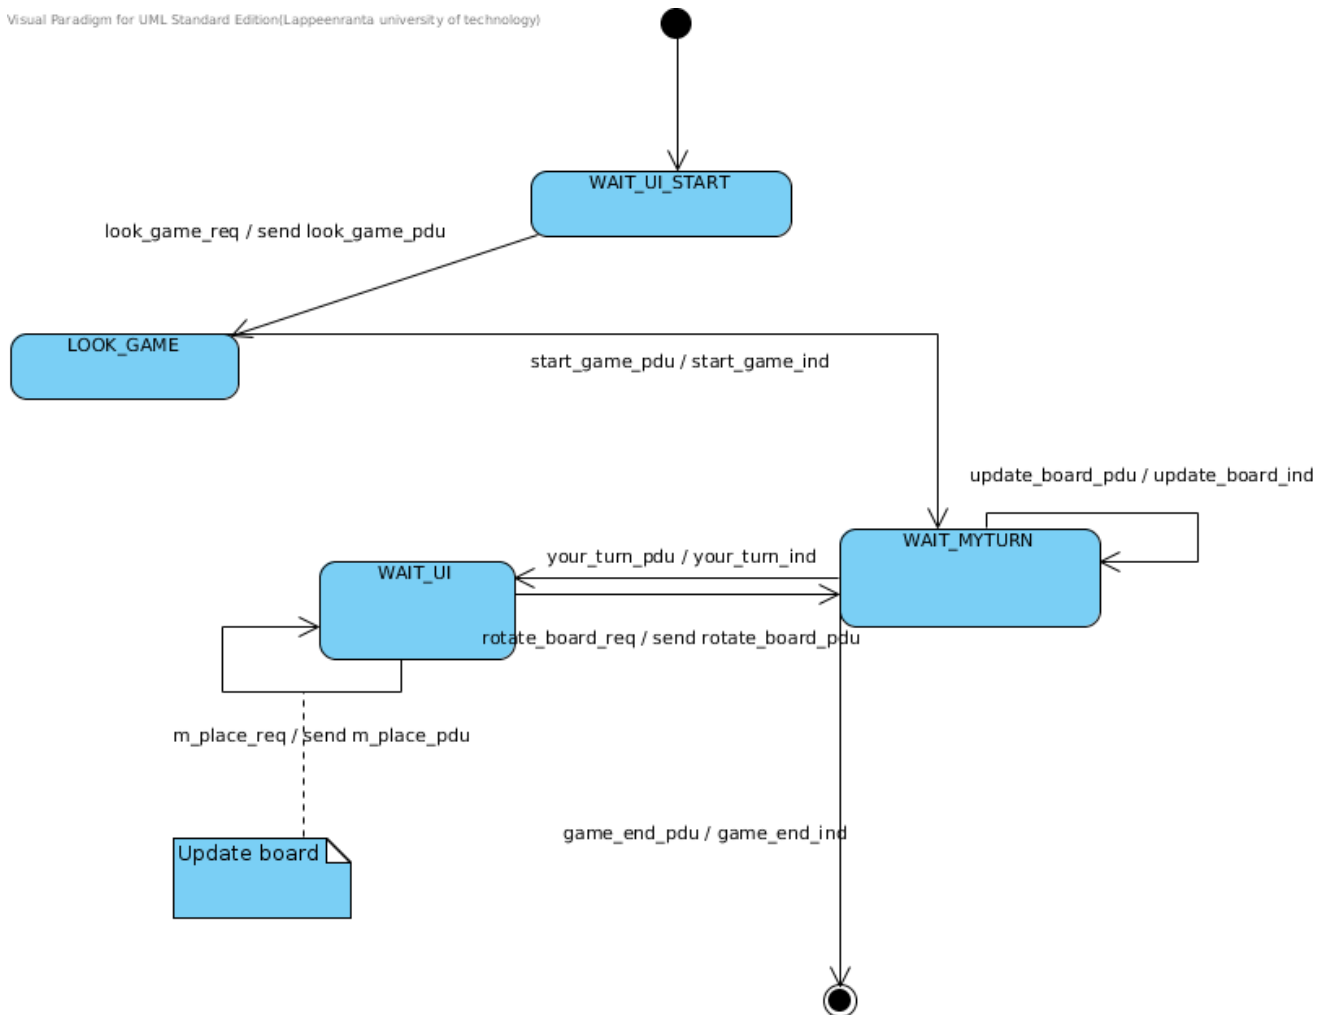 Visual Paradigm for UML Standard Edition(Lappeenranta university of technology)
WAIT_UI_START
look_game_req / send look_game_pdu
LOOK_GAME
start_game_pdu / start_game_ind
update_board_pdu / update_board_ind
WAIT_MYTURN
your_turn_pdu / your_turn_ind
WAIT_UI
rotate_board_req / send rotate_board_pdu
m_place_req / send m_place_pdu
game_end_pdu / game_end_ind
Update board